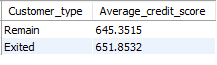 Customer_type Average_credit_score
Remain 645.3515
Exited 651.8532